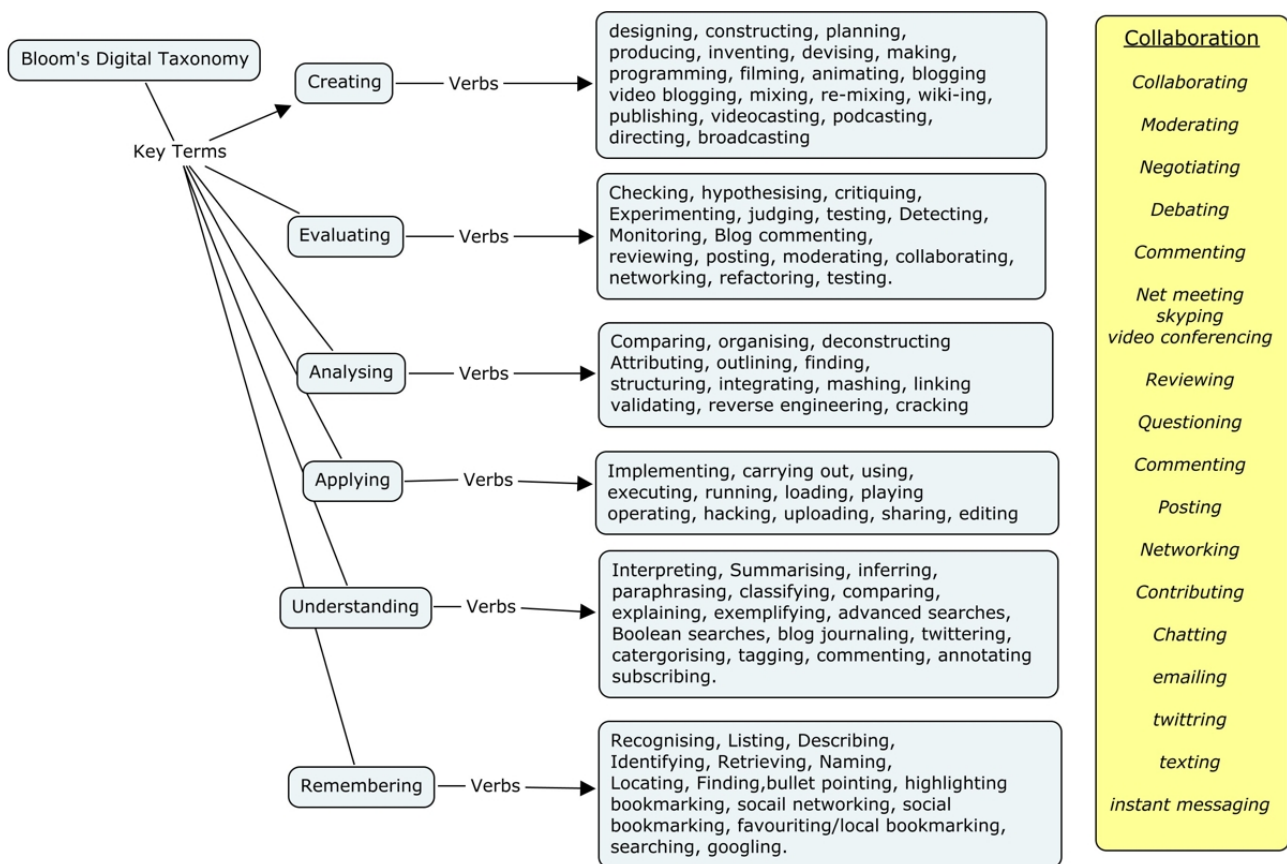 Bloom's Digital Taxonomy
Key Terms
Creating
Verbs
designing, constructing, planning,
producing, inventing, devising, making,
programming, filming, animating, blogging
video blogging, mixing, re-mixing, wiki-ing,
publishing, videocasting, podcasting,
directing, broadcasting
Evaluating
Verbs
Checking, hypothesising, critiquing,
Experimenting, judging, testing, Detecting,
Monitoring, Blog commenting,
reviewing, posting, moderating, collaborating,
networking, refactoring, testing.
Analysing
Verbs
Comparing, organising, deconstructing
Attributing, outlining, finding,
structuring, integrating, mashing, linking
validating, reverse engineering, cracking
Applying
Verbs
Implementing, carrying out, using,
executing, running, loading, playing
operating, hacking, uploading, sharing, editing
Understanding
Verbs
Interpreting, Summarising, inferring,
paraphrasing, classifying, comparing,
explaining, exemplifying, advanced searches,
Boolean searches, blog journaling, twittering,
catergorising, tagging, commenting, annotating
subscribing.
Remembering
Verbs
Recognising, Listing, Describing,
Identifying, Retrieving, Naming,
Locating, Finding,bullet pointing, highlighting
bookmarking, socail networking, social
bookmarking, favouriting/local bookmarking,
searching, googling.
Collaboration
Collaborating
Moderating
Negotiating
Debating
Commenting
Net meeting
skyping
video conferencing
Reviewing
Questioning
Commenting
Posting
Networking
Contributing
Chatting
emailing
twittring
texting
instant messaging